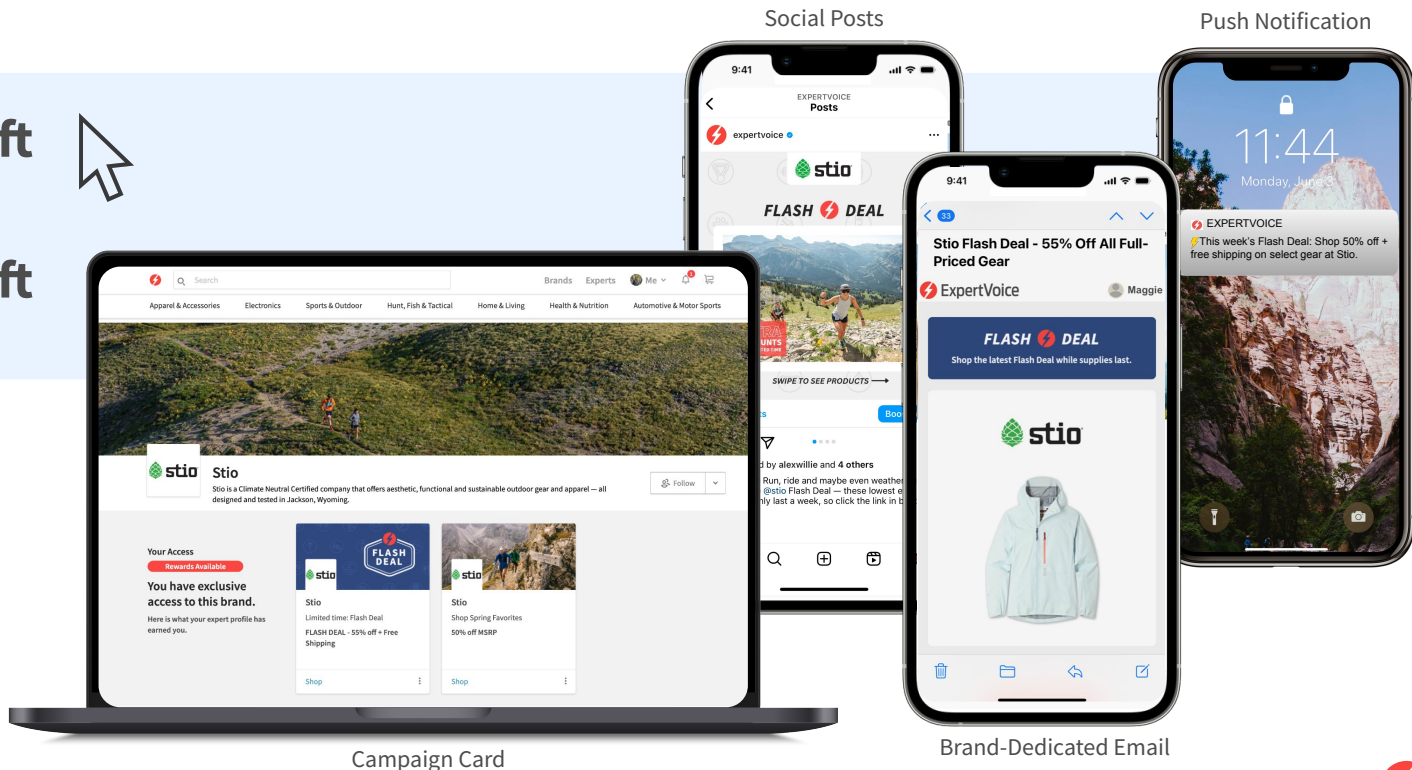 Social Posts
Push Notification
ft
ft
9:41
EXPERTVOICE
Posts
expertvoice
stio
FLASH DEAL
SWIPE TO SEE PRODUCTS
d by alexwillie and 4 others
Run, ride and maybe even weather
@stio Flash Deal — these lowest e
nly last a week, so click the link in b
9:41
33
Stio Flash Deal - 55% Off All Full-
Priced Gear
ExpertVoice
Maggie
FLASH DEAL
Shop the latest Flash Deal while supplies last.
stio
11:44
Monday, June 3
EXPERTVOICE
This week's Flash Deal: Shop 50% off +
free shipping on select gear at Stio.
Search
Brands Experts Me
1
Apparel & Accessories Electronics Sports & Outdoor Hunt, Fish & Tactical Home & Living Health & Nutrition Automotive & Motor Sports
stio
Stio
Stio is a Climate Neutral Certified company that offers aesthetic, functional and sustainable outdoor gear and apparel — all
designed and tested in Jackson, Wyoming.
Follow
Your Access
Rewards Available
You have exclusive
access to this brand.
Here is what your expert profile has
earned you.
FLASH
DEAL
stio
Stio
Limited time: Flash Deal
FLASH DEAL - 55% off + Free
Shipping
Shop
stio
Stio
Shop Spring Favorites
50% off MSRP
Shop
Campaign Card
Brand-Dedicated Email